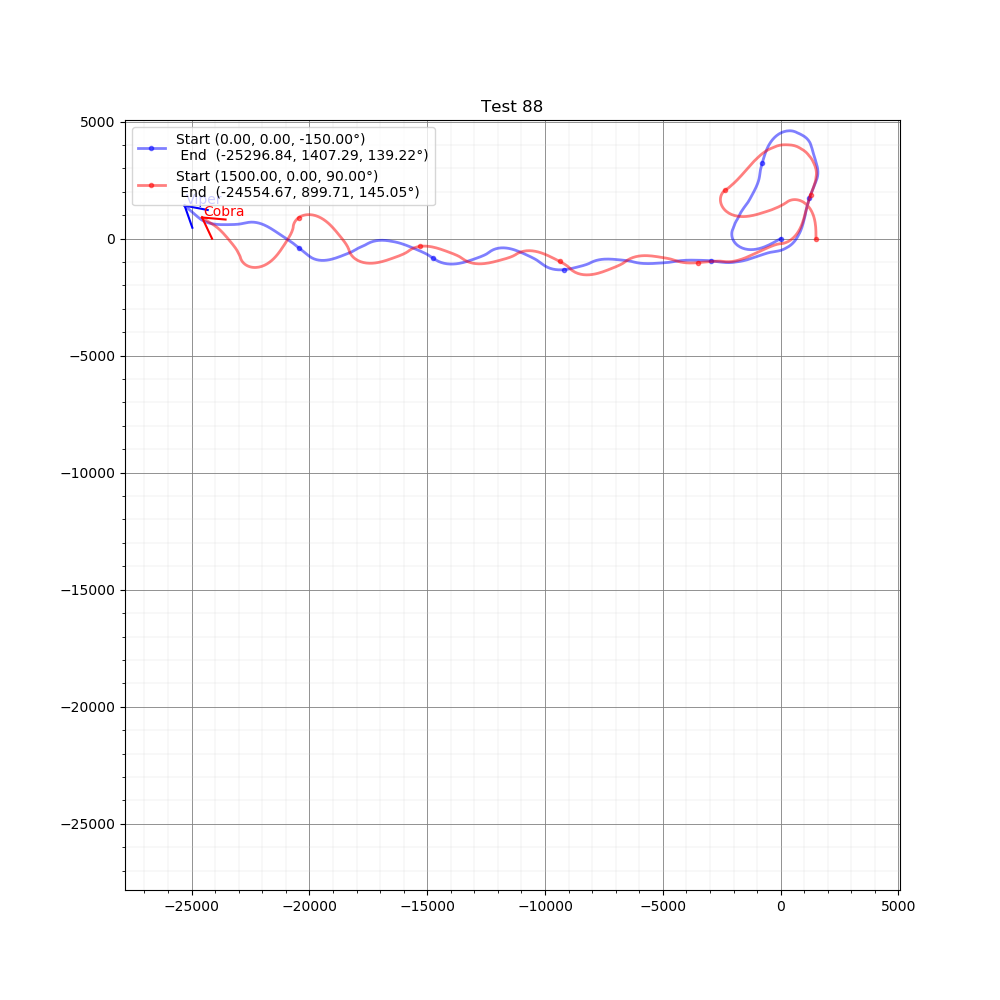 Test 88
5000
0
−5000
−10000
−15000
−20000
−25000
Start (0.00, 0.00, -150.00°)
End (-25296.84, 1407.29, 139.22°)
Start (1500.00, 0.00, 90.00°)
End (-24554.67, 899.71, 145.05°)
Viper
Cobra
−25000 −20000 −15000 −10000 −5000 0 5000